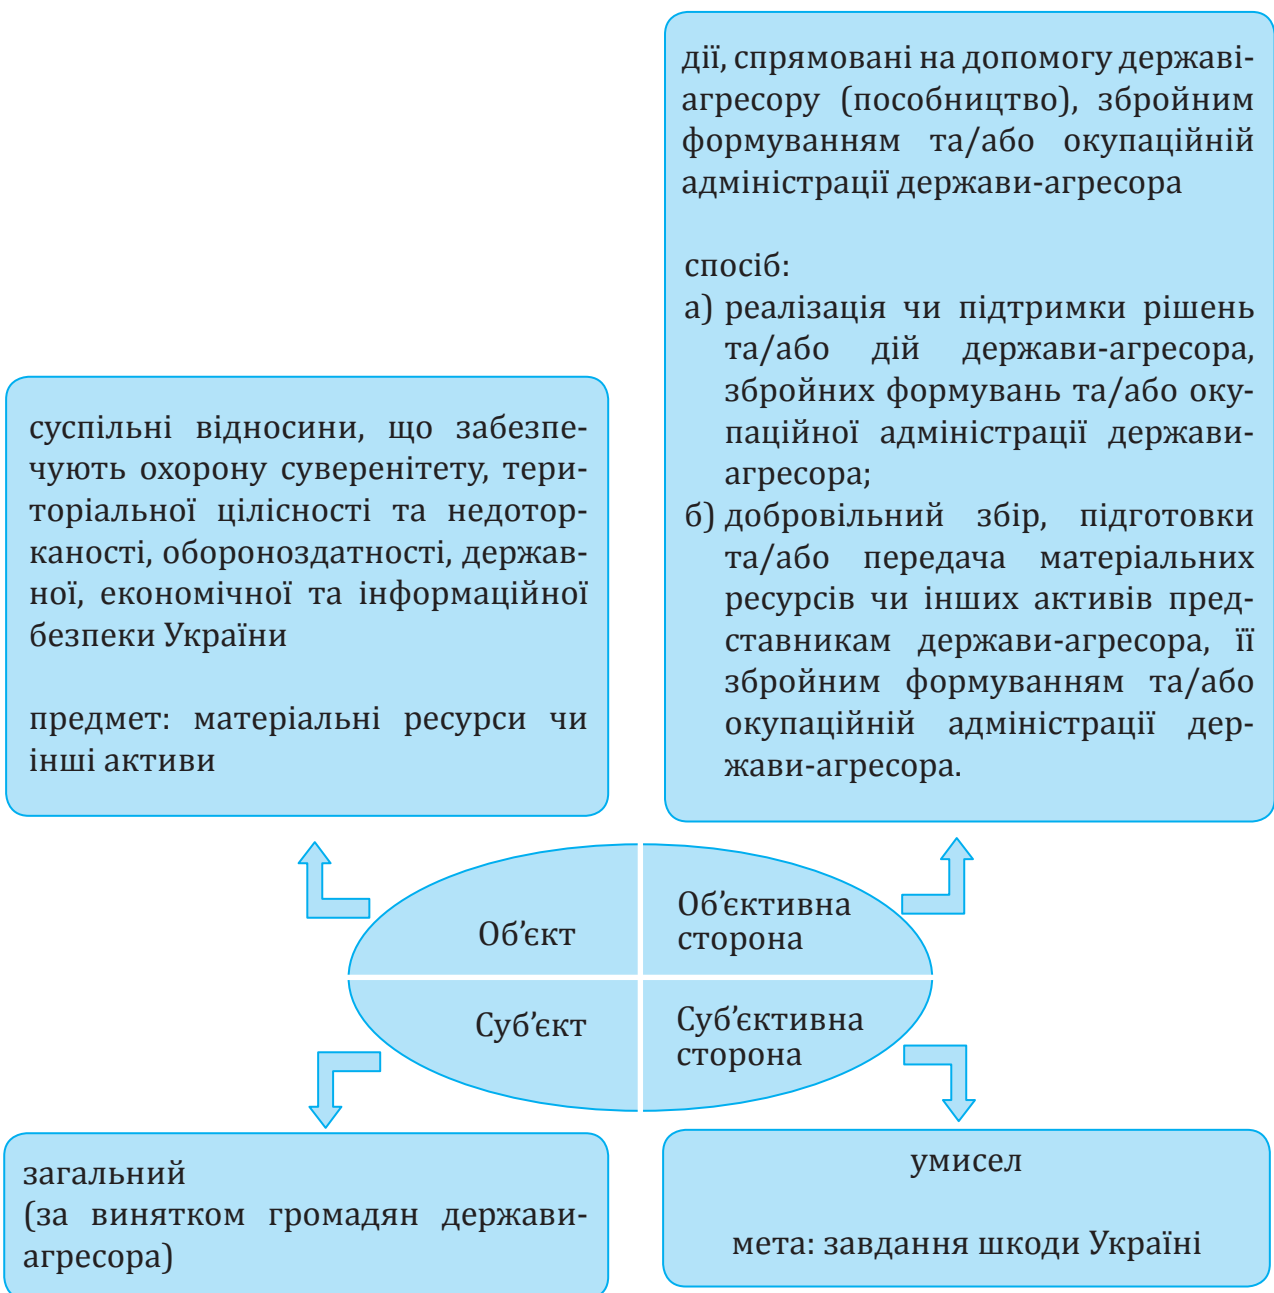 дії, спрямовані на допомогу державі-
агресору (пособництво), збройним
формуванням та/або окупаційній
адміністрації держави-агресора
спосіб:
а) реалізація чи підтримки рішень
та/або дій держави-агресора,
збройних формувань та/або оку-
паційної адміністрації держави-
агресора;
б) добровільний збір, підготовки
та/або передача матеріальних
ресурсів чи інших активів пред-
ставникам держави-агресора, її
збройним формуванням та/або
окупаційній адміністрації дер-
жави-агресора.
суспільні відносини, що забезпе-
чують охорону суверенітету, тери-
торіальної цілісності та недотор-
каності, обороноздатності, держав-
ної, економічної та інформаційної
безпеки України
предмет: матеріальні ресурси чи
інші активи
Об’єкт
Об’єктивна
сторона
Суб’єкт
Суб’єктивна
сторона
загальний
(за винятком громадян держави-
агресора)
умисел
мета: завдання шкоди Україні